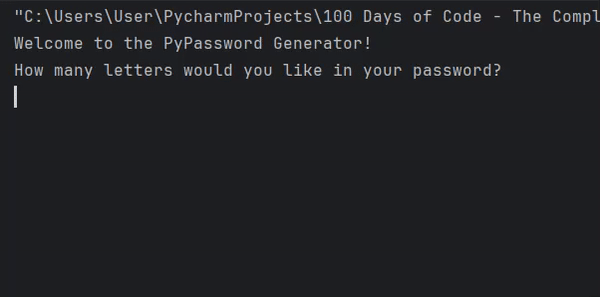 "C:\Users\User\PycharmProjects\100 Days of Code - The Compl
Welcome to the PyPassword Generator!
How many letters would you like in your password?